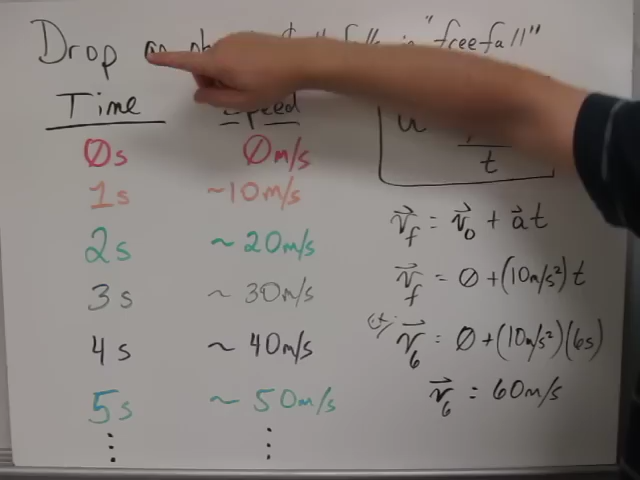 Drop "freefall"
Time Speed
0s 0m/s
1s ~10m/s
2s ~20m/s
3s ~30m/s
4s ~40m/s
5s ~50m/s
⋮ ⋮
t
v⃗f = v⃗0 + a⃗t
v⃗f = 0+(10m/s²)t
v⃗6 = 0+(10m/s²)(6s)
v⃗6 = 60m/s